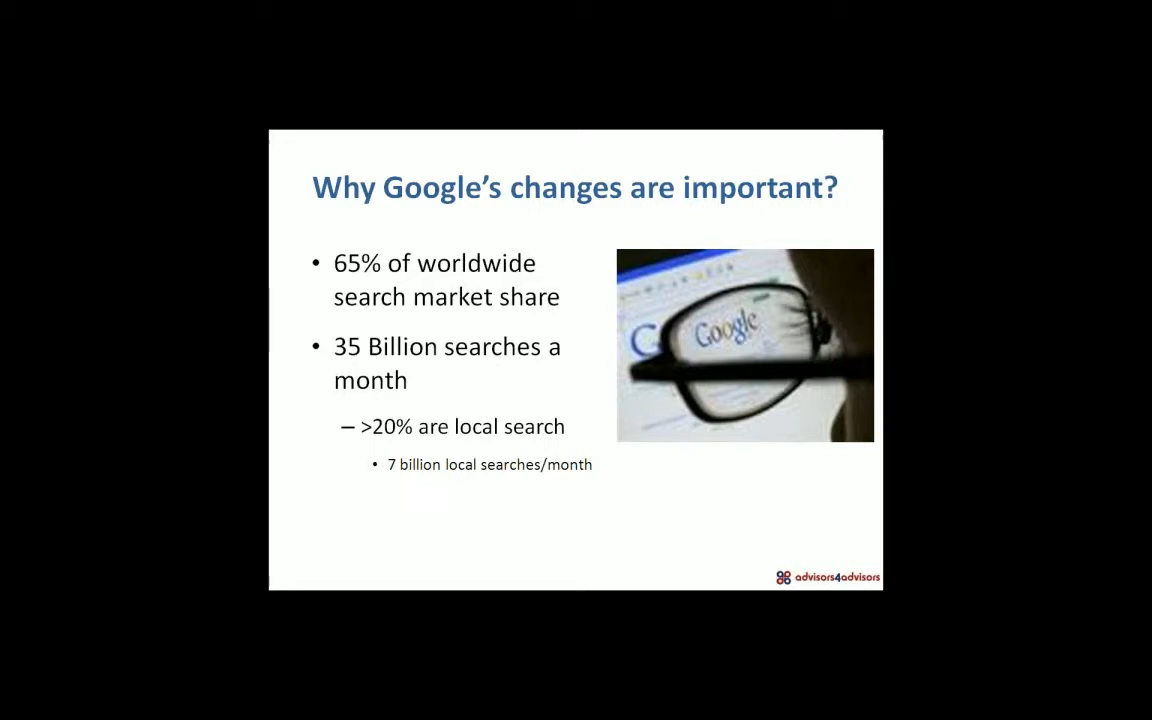 Why Google's changes are important?
• 65% of worldwide
search market share
• 35 Billion searches a
month
– >20% are local search
• 7 billion local searches/month
Google
advisors4advisors